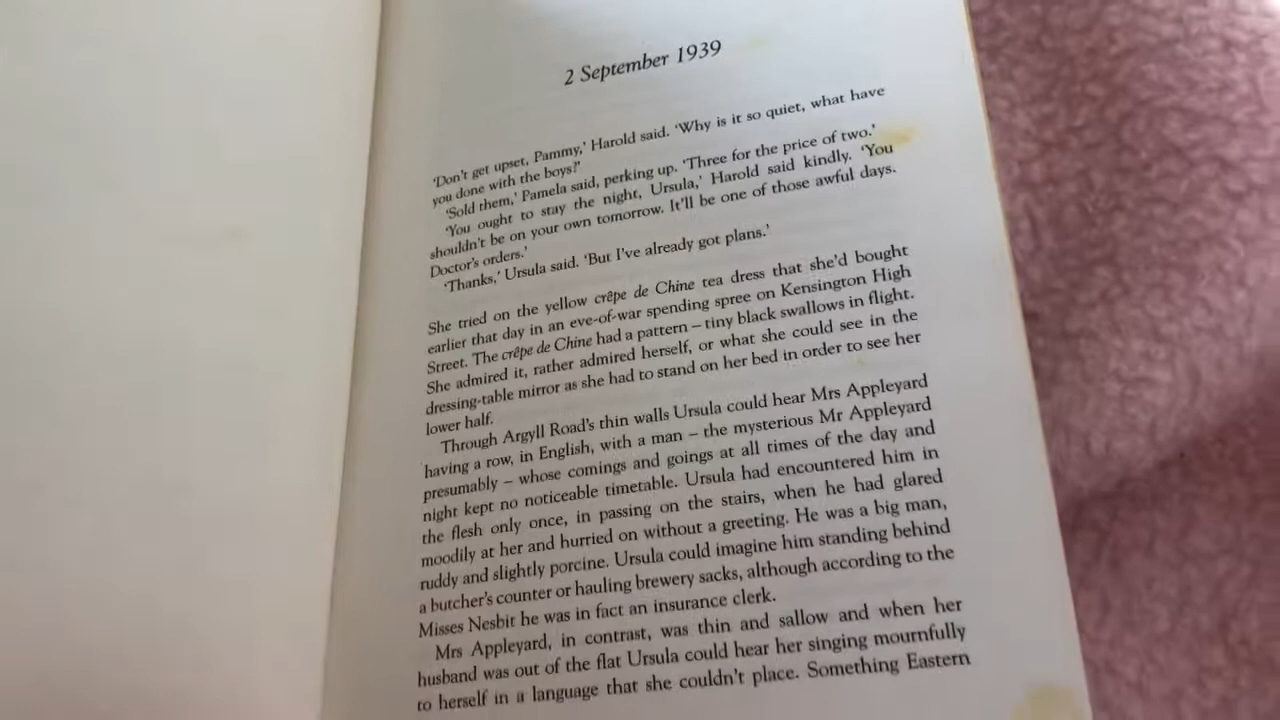 2 September 1939
‘Don’t get upset, Pammy,’ Harold said. ‘Why is it so quiet, what have
you done with the boys?’
‘Sold them,’ Pamela said, perking up. ‘Three for the price of two.’
‘You ought to stay the night, Ursula,’ Harold said kindly. ‘You
shouldn’t be on your own tomorrow. It’ll be one of those awful days.
Doctor’s orders.’
‘Thanks,’ Ursula said. ‘But I’ve already got plans.’
She tried on the yellow crêpe de Chine tea dress that she’d bought
earlier that day in an eve-of-war spending spree on Kensington High
Street. The crêpe de Chine had a pattern – tiny black swallows in flight.
She admired it, rather admired herself, or what she could see in the
dressing-table mirror as she had to stand on her bed in order to see her
lower half.
Through Argyll Road’s thin walls Ursula could hear Mrs Appleyard
having a row, in English, with a man – the mysterious Mr Appleyard
presumably – whose comings and goings at all times of the day and
night kept no noticeable timetable. Ursula had encountered him in
the flesh only once, in passing on the stairs, when he had glared
moodily at her and hurried on without a greeting. He was a big man,
ruddy and slightly porcine. Ursula could imagine him standing behind
a butcher’s counter or hauling brewery sacks, although according to the
Misses Nesbit he was in fact an insurance clerk.
Mrs Appleyard, in contrast, was thin and sallow and when her
husband was out of the flat Ursula could hear her singing mournfully
to herself in a language that she couldn’t place. Something Eastern